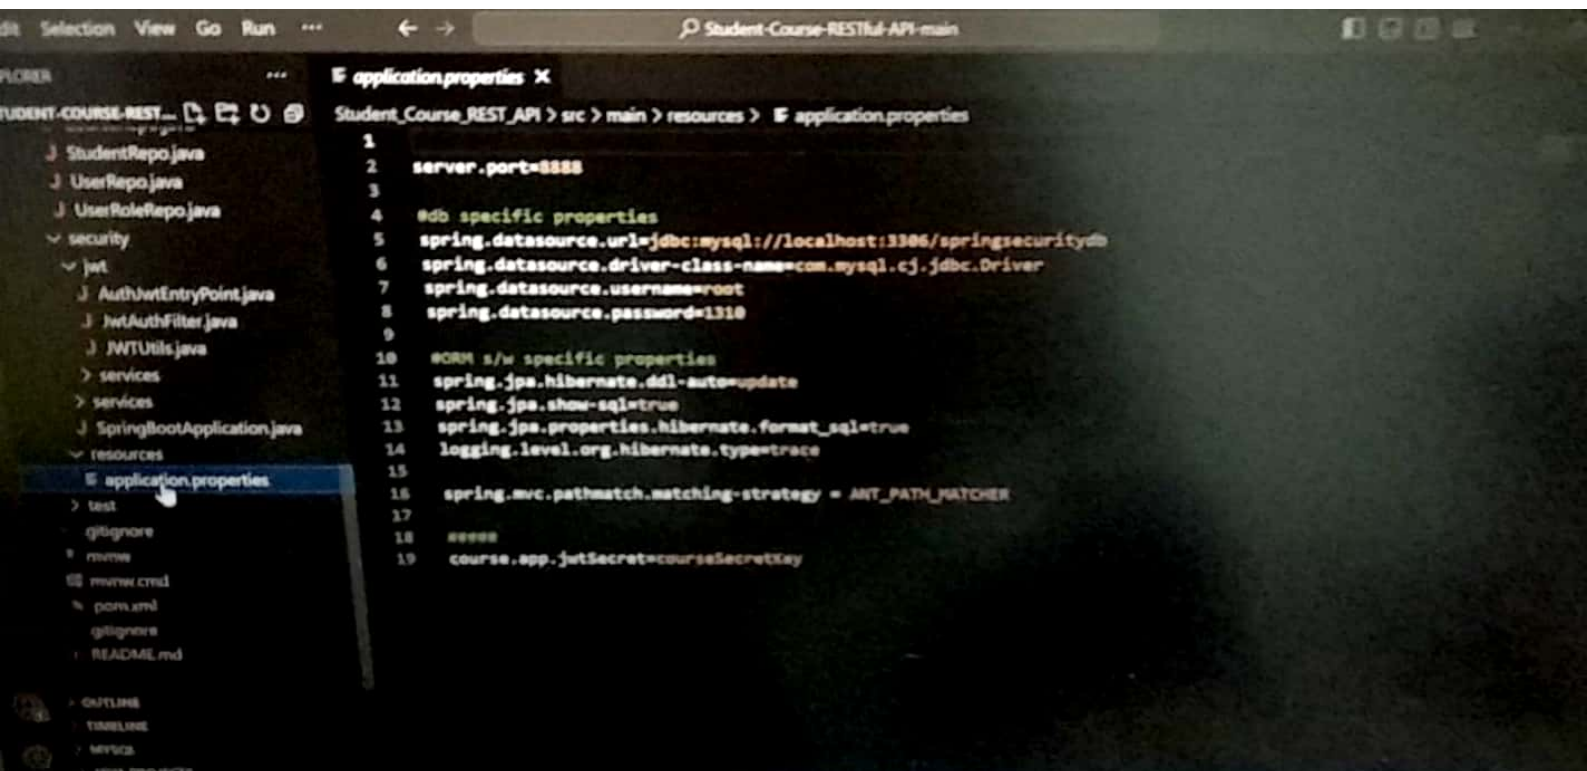 dit Selection View Go Run ... ← → Student-Course-RESTful-API-main
PLORER ...
TUDENT-COURSE-REST...
StudentRepo.java
UserRepo.java
UserRoleRepo.java
security
jwt
AuthJwtEntryPoint.java
JwtAuthFilter.java
JWTUtils.java
services
services
SpringBootApplication.java
resources
application.properties
test
gitignore
mvnw
mvnw.cmd
pom.xml
gitignore
README.md
OUTLINE
TIMELINE
MYSQL
application.properties
Student_Course_REST_API > src > main > resources > application.properties
1
2 server.port=8888
3
4 #db specific properties
5 spring.datasource.url=jdbc:mysql://localhost:3306/springsecuritydb
6 spring.datasource.driver-class-name=com.mysql.cj.jdbc.Driver
7 spring.datasource.username=root
8 spring.datasource.password=1310
9
10 #ORM s/w specific properties
11 spring.jpa.hibernate.ddl-auto=update
12 spring.jpa.show-sql=true
13 spring.jpa.properties.hibernate.format_sql=true
14 logging.level.org.hibernate.type=trace
15
16 spring.mvc.pathmatch.matching-strategy = ANT_PATH_MATCHER
17
18 #####
19 course.app.jwtSecret=courseSecretKey